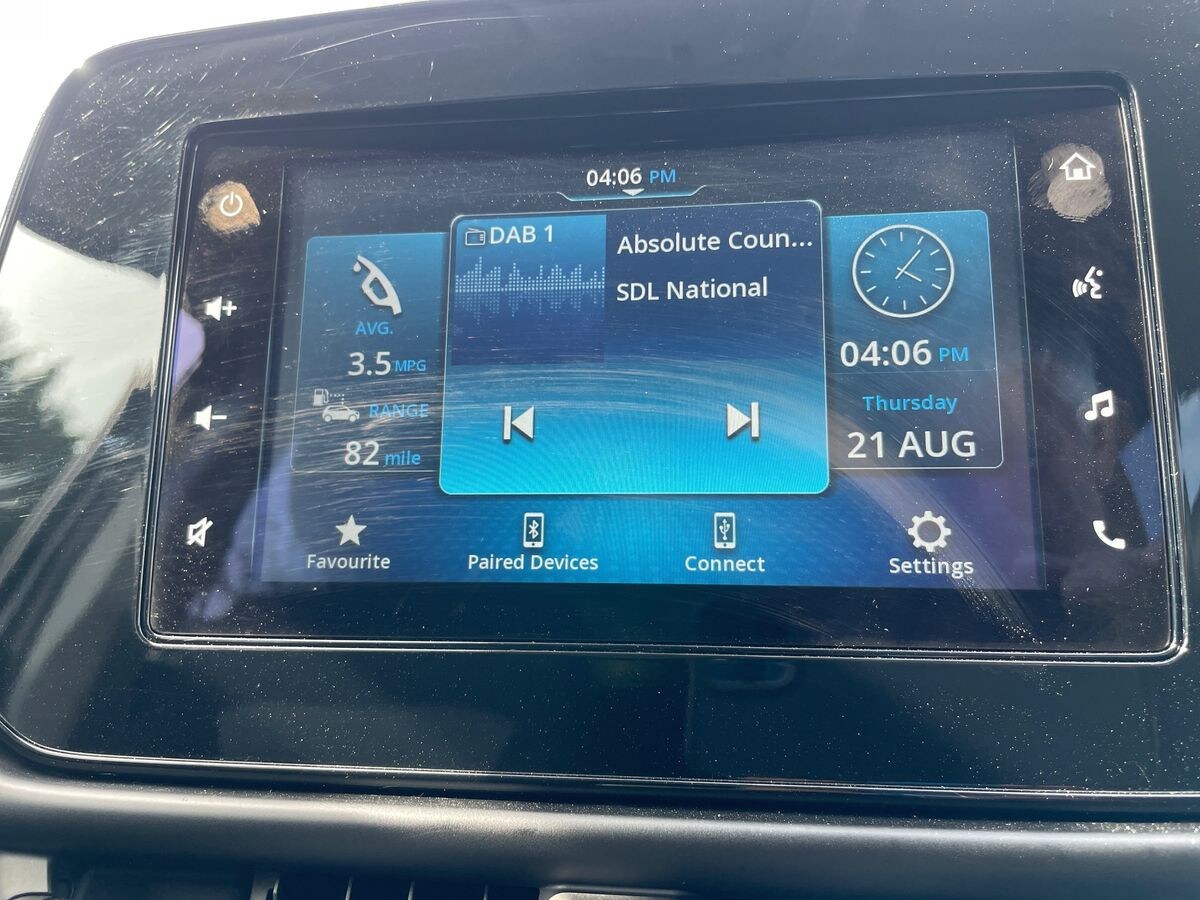 04:06 PM
DAB 1
Absolute Coun...
SDL National
AVG.
3.5 MPG
RANGE
82 mile
04:06 PM
Thursday
21 AUG
Favourite
Paired Devices
Connect
Settings